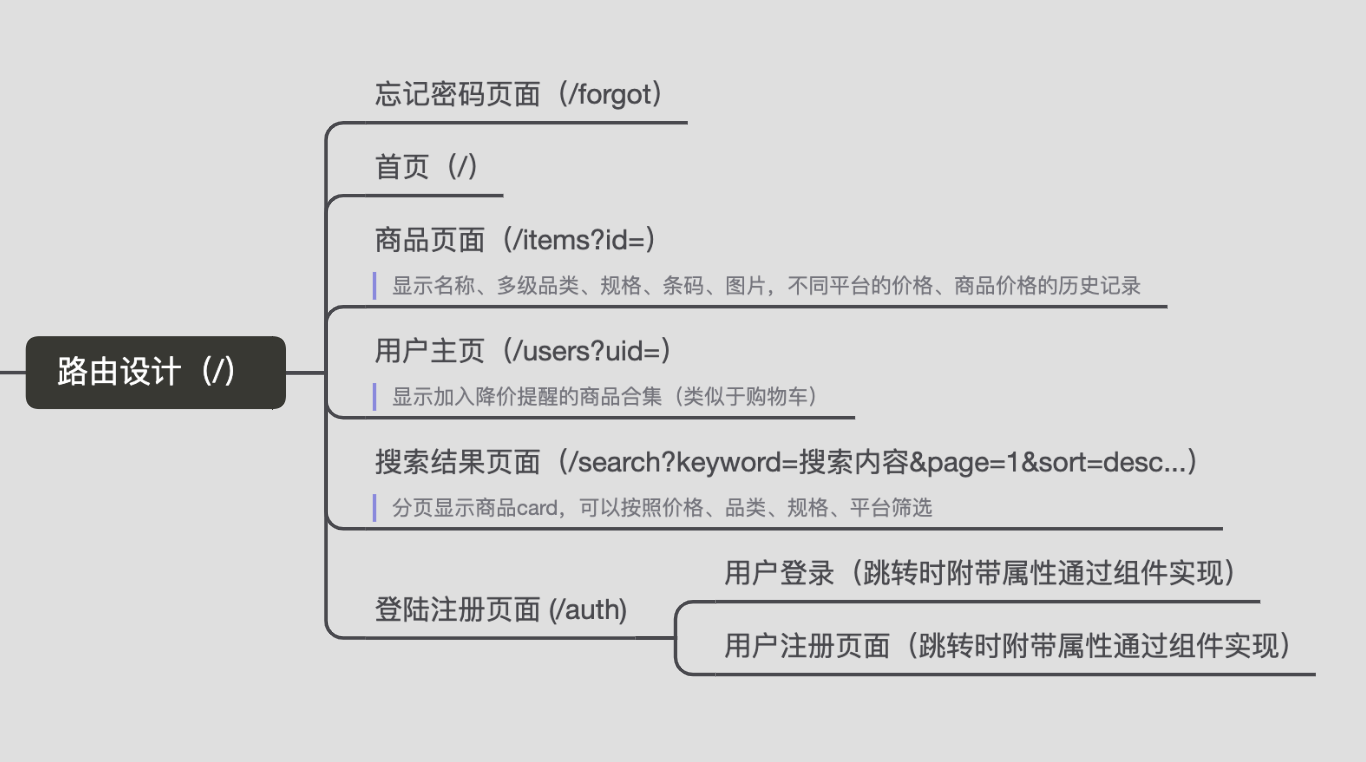 忘记密码页面（/forgot）
首页（/）
商品页面（/items?id=）
显示名称、多级品类、规格、条码、图片，不同平台的价格、商品价格的历史记录
用户主页（/users?uid=）
路由设计（/）
显示加入降价提醒的商品合集（类似于购物车）
搜索结果页面（/search?keyword=搜索内容&page=1&sort=desc...）
分页显示商品card，可以按照价格、品类、规格、平台筛选
用户登录（跳转时附带属性通过组件实现）
登陆注册页面 (/auth)
用户注册页面（跳转时附带属性通过组件实现）